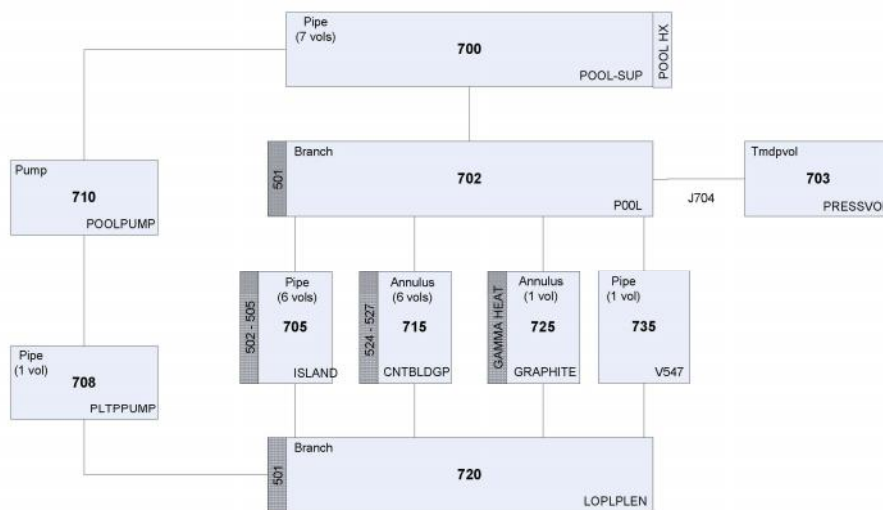 Pipe
(7 vols)
700
POOL-SUP
POOL HX
Pump
710
POOLPUMP
501
Branch
702
P00L
J704
Tmdpvol
703
PRESSVOL
502 - 505
Pipe
(6 vols)
705
ISLAND
524 - 527
Annulus
(6 vols)
715
CNTBLDGP
GAMMA HEAT
Annulus
(1 vol)
725
GRAPHITE
Pipe
(1 vol)
735
V547
Pipe
(1 vol)
708
PLTPPUMP
501
Branch
720
LOPLPLEN